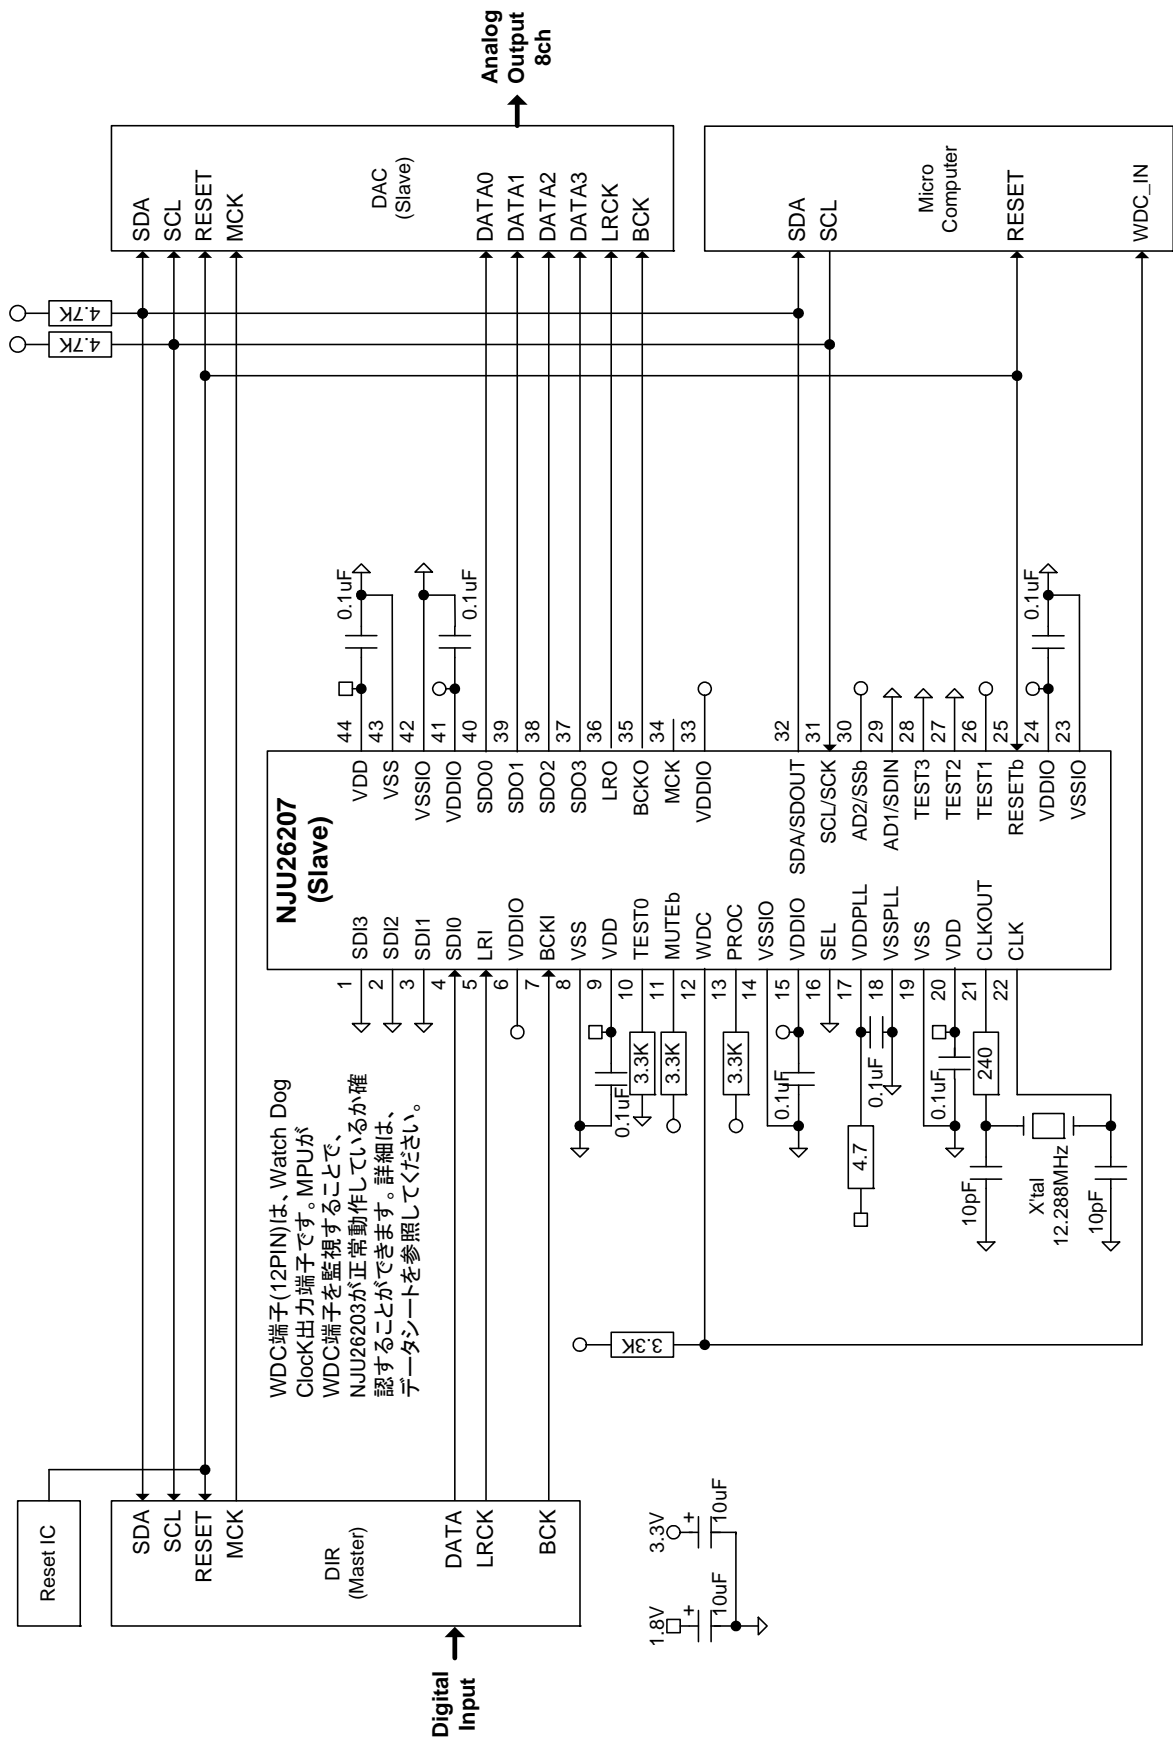 Reset IC
Digital
Input
DIR
(Master)
SDA
SCL
RESET
MCK
DATA
LRCK
BCK
1.8V
+
10uF
3.3V
+
10uF
WDC端子(12PIN)は、Watch Dog
ClocK出力端子です。MPUが
WDC端子を監視することで、
NJU26203が正常動作しているか確
認することができます。詳細は、
データシートを参照してください。
3.3K
NJU26207
(Slave)
1 SDI3
2 SDI2
3 SDI1
4 SDI0
5 LRI
6 VDDIO
7 BCKI
8 VSS
9 VDD
10 TEST0
11 MUTEb
12 WDC
13 PROC
14 VSSIO
15 VDDIO
16 SEL
17 VDDPLL
18 VSSPLL
19 VSS
20 VDD
21 CLKOUT
22 CLK
0.1uF
3.3K
3.3K
3.3K
0.1uF
4.7
0.1uF
0.1uF
240
10pF
X'tal
12.288MHz
10pF
VDD 44
VSS 43
VSSIO 42
VDDIO 41
SDO0 40
SDO1 39
SDO2 38
SDO3 37
LRO 36
BCKO 35
MCK 34
VDDIO 33
SDA/SDOUT 32
SCL/SCK 31
AD2/SSb 30
AD1/SDIN 29
TEST3 28
TEST2 27
TEST1 26
RESETb 25
VDDIO 24
VSSIO 23
0.1uF
0.1uF
0.1uF
4.7K
4.7K
SDA
SCL
RESET
MCK
DATA0
DATA1
DATA2
DATA3
LRCK
BCK
DAC
(Slave)
Analog
Output
8ch
SDA
SCL
RESET
WDC_IN
Micro
Computer